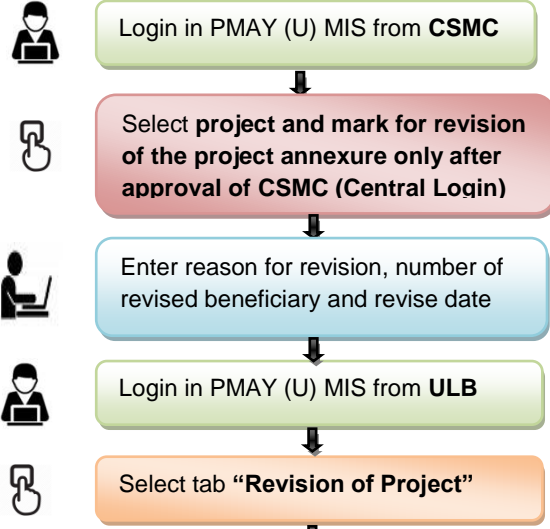 Login in PMAY (U) MIS from CSMC
Select project and mark for revision
of the project annexure only after
approval of CSMC (Central Login)
Enter reason for revision, number of
revised beneficiary and revise date
Login in PMAY (U) MIS from ULB
Select tab “Revision of Project”